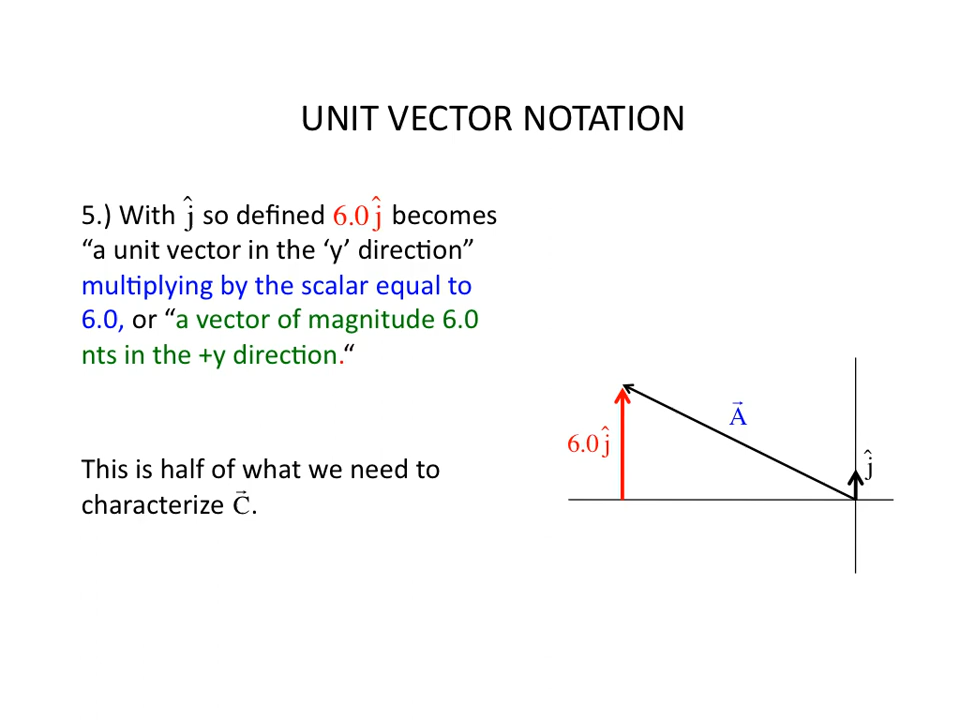 UNIT VECTOR NOTATION
5.) With ĵ so defined 6.0 ĵ becomes
“a unit vector in the ‘y’ direction”
multiplying by the scalar equal to
6.0, or “a vector of magnitude 6.0
nts in the +y direction.“
This is half of what we need to
characterize C⃗.
A⃗
6.0 ĵ
ĵ